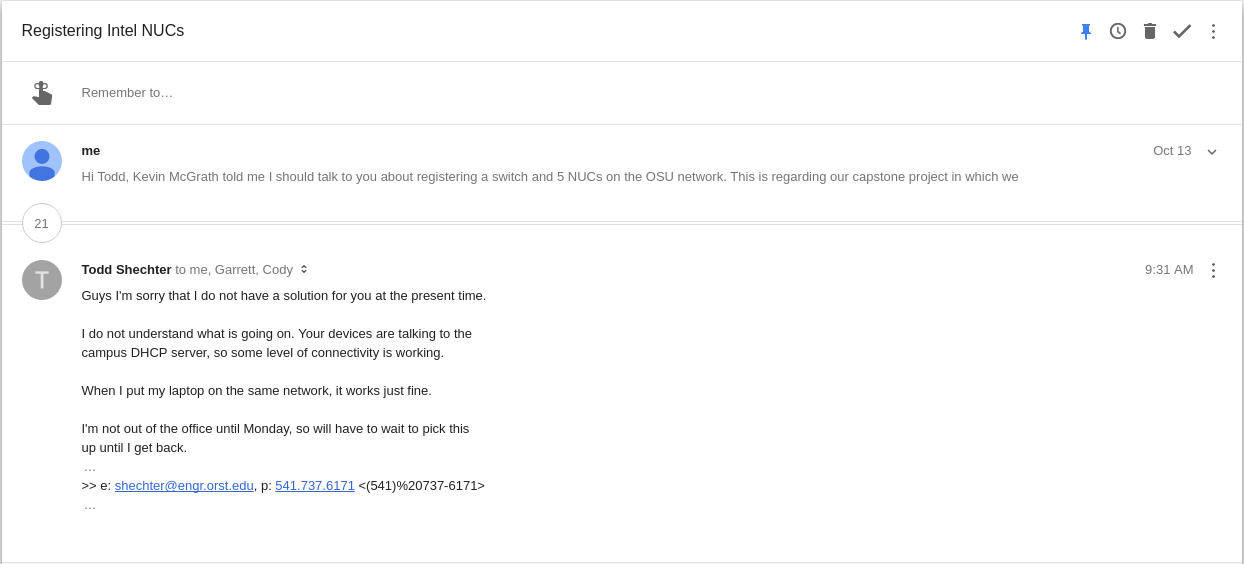 Registering Intel NUCs
Remember to…
me
Oct 13
Hi Todd, Kevin McGrath told me I should talk to you about registering a switch and 5 NUCs on the OSU network. This is regarding our capstone project in which we
21
T
Todd Shechter to me, Garrett, Cody
9:31 AM
Guys I'm sorry that I do not have a solution for you at the present time.
I do not understand what is going on. Your devices are talking to the
campus DHCP server, so some level of connectivity is working.
When I put my laptop on the same network, it works just fine.
I'm not out of the office until Monday, so will have to wait to pick this
up until I get back.
…
>> e: shechter@engr.orst.edu, p: 541.737.6171 <(541)%20737-6171>
…